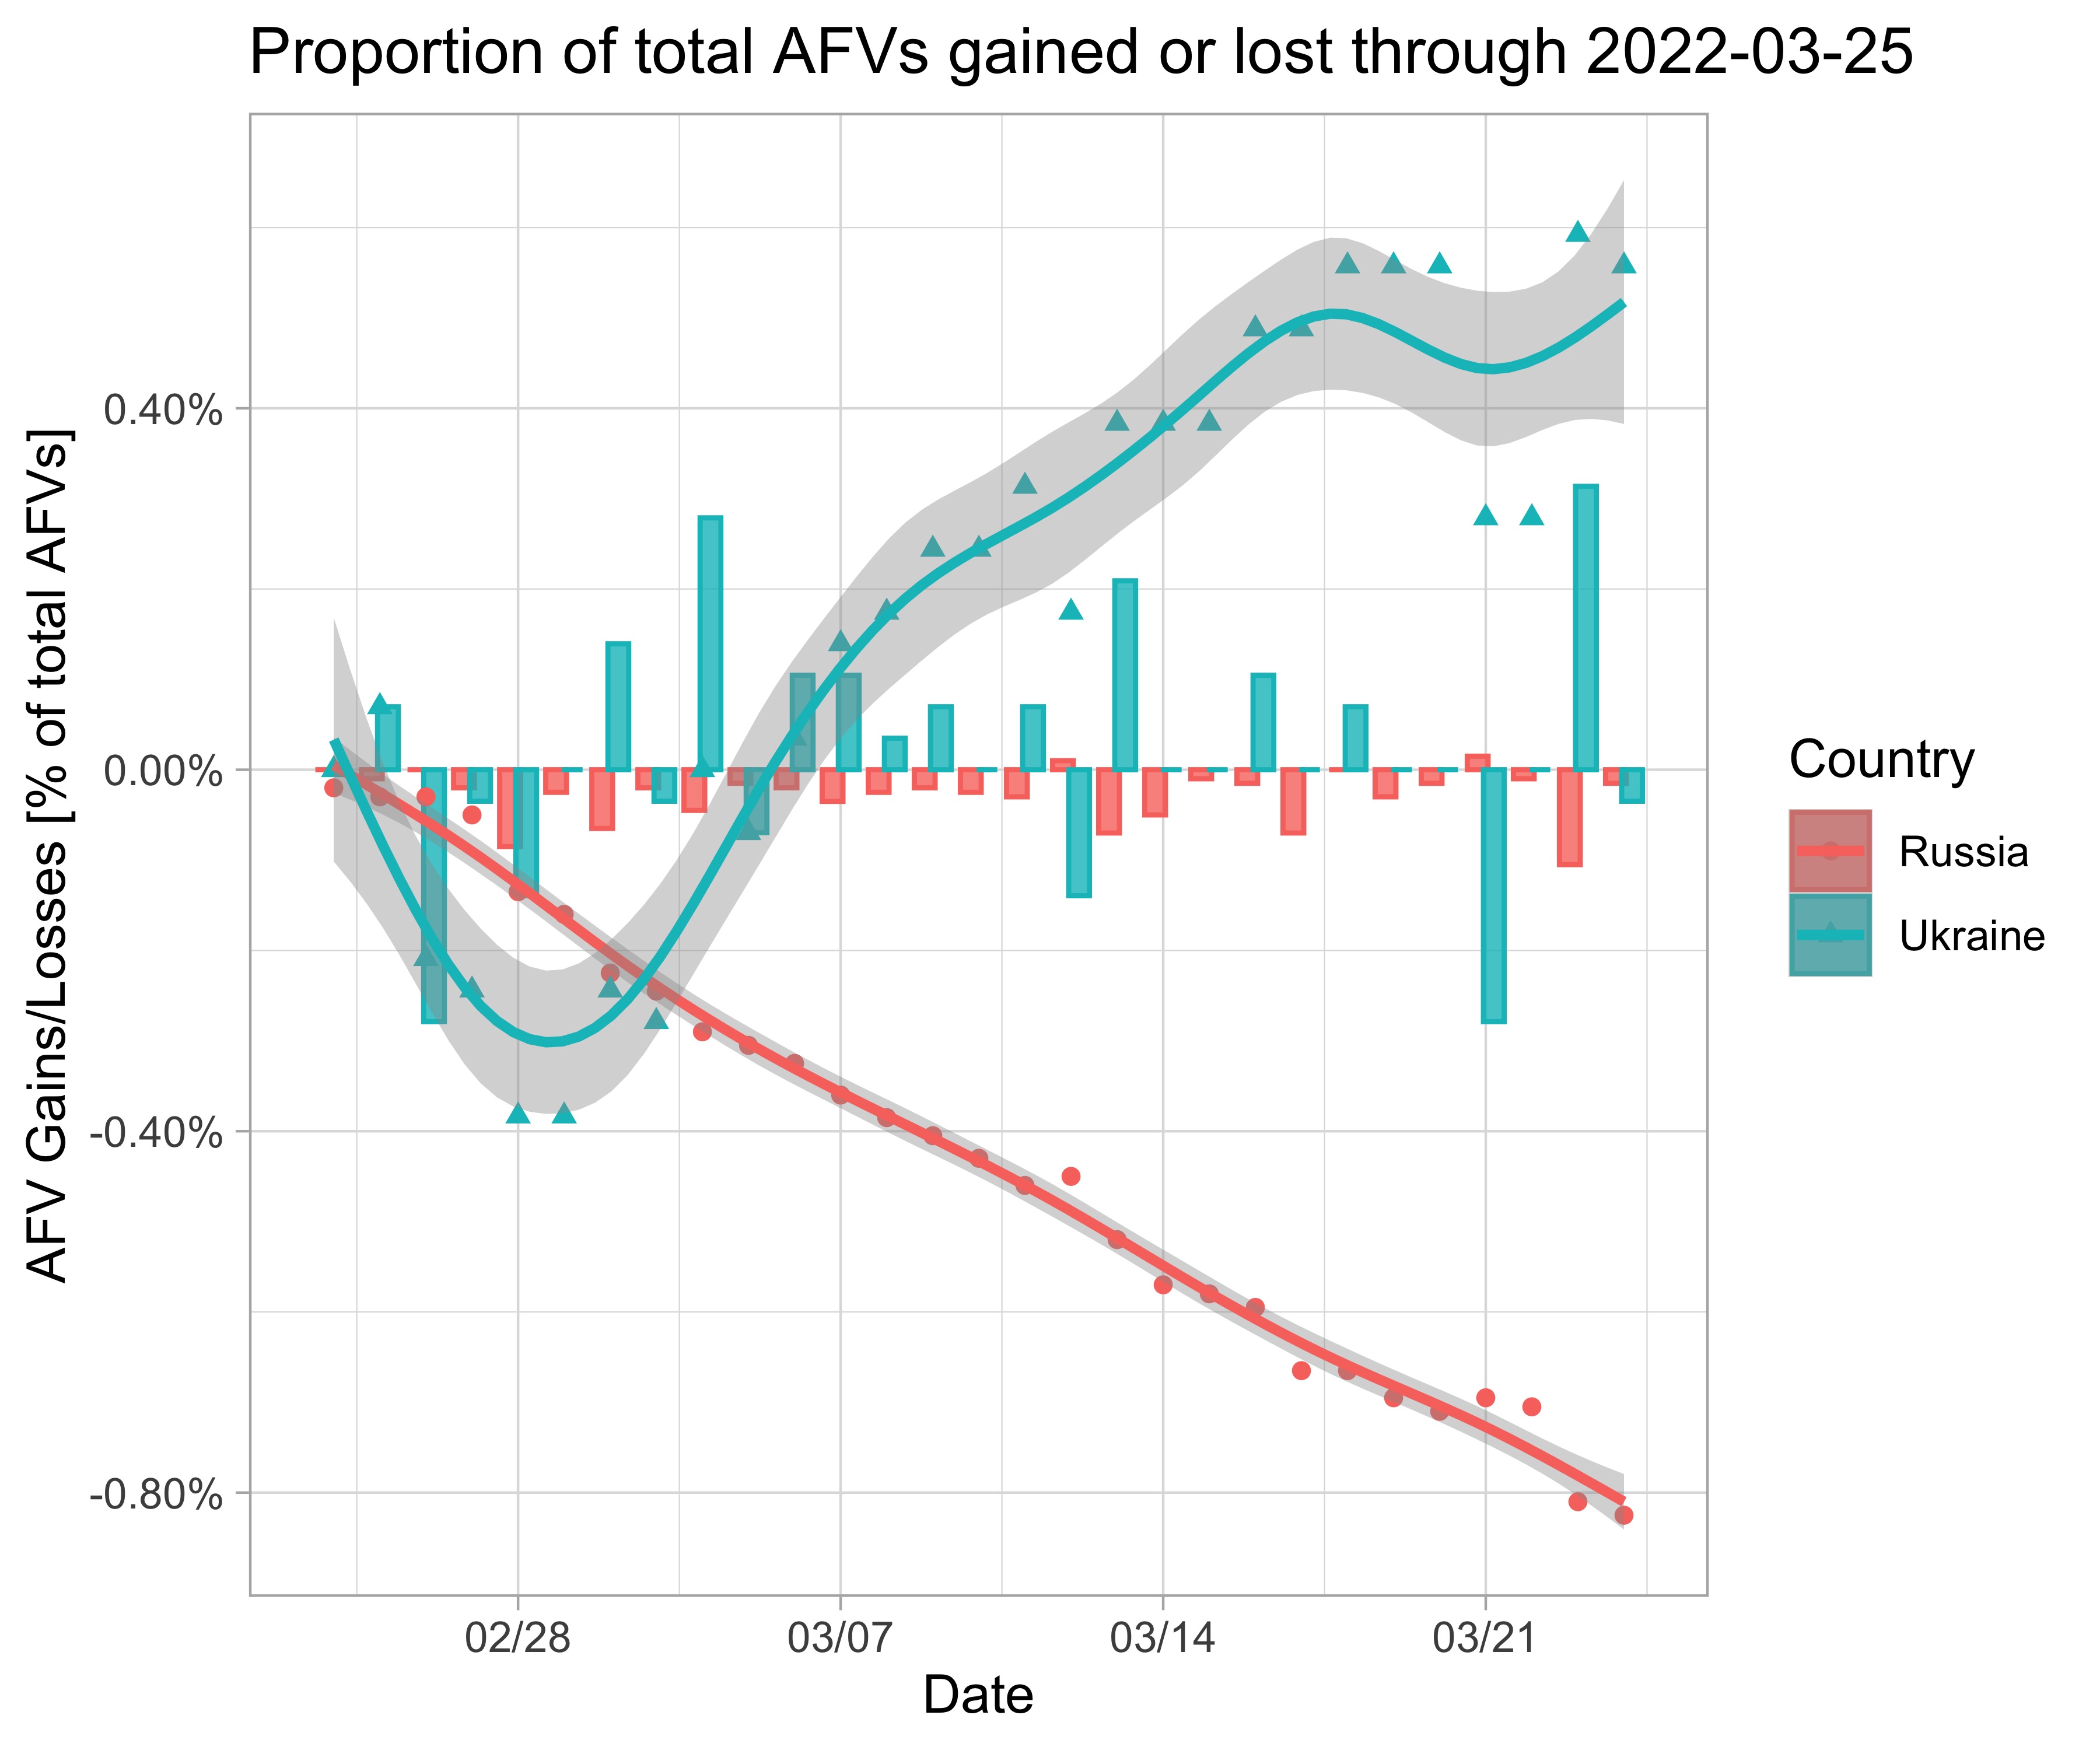 Proportion of total AFVs gained or lost through 2022-03-25
AFV Gains/Losses [% of total AFVs]
0.40%
0.00%
-0.40%
-0.80%
02/28
03/07
03/14
03/21
Date
Country
Russia
Ukraine